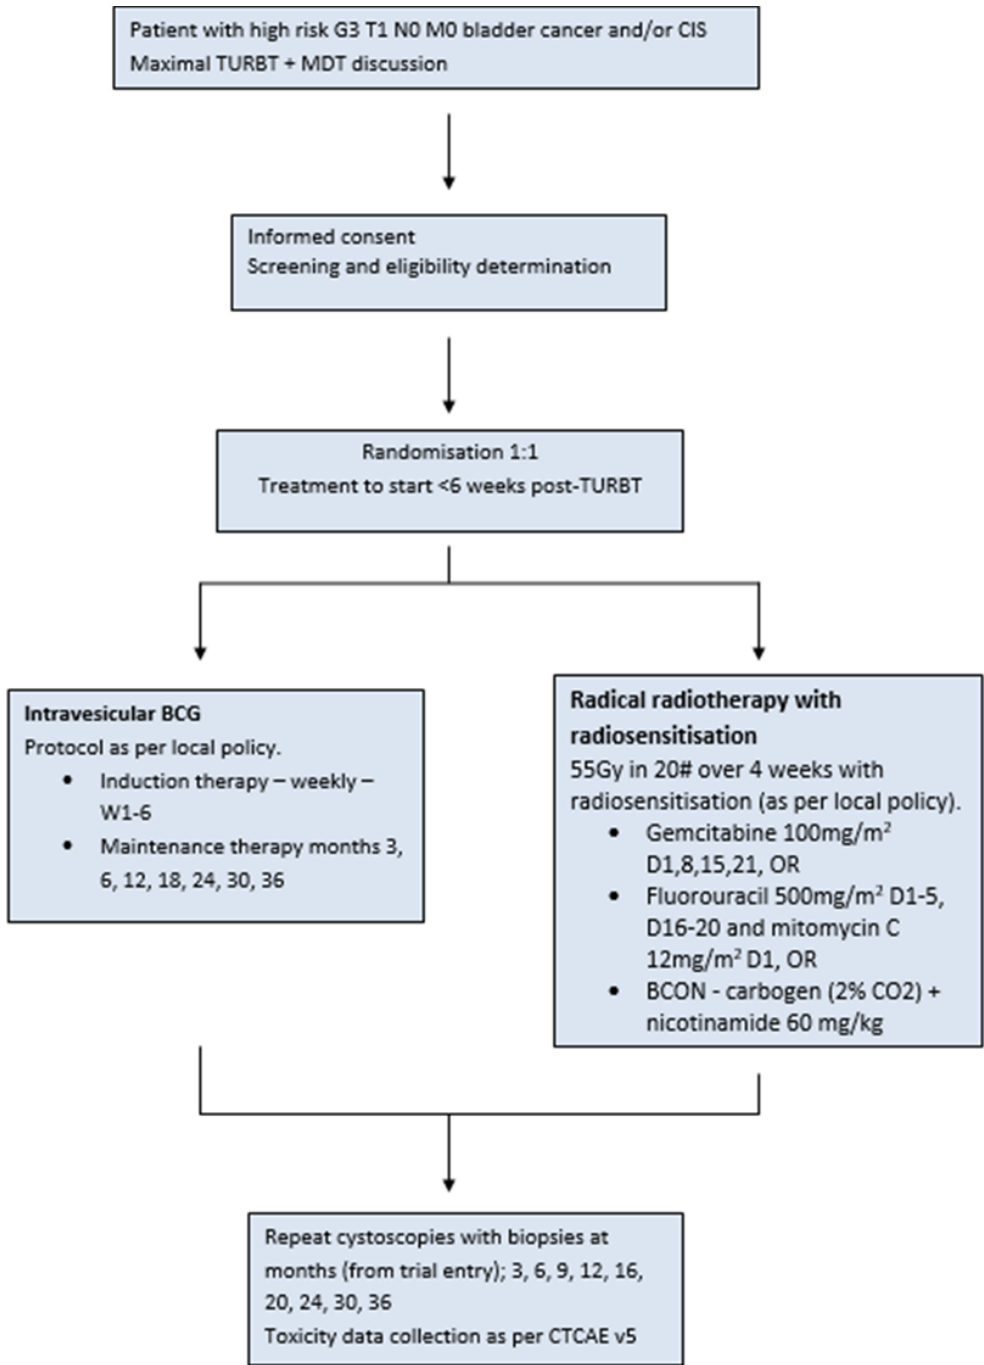 Patient with high risk G3 T1 N0 M0 bladder cancer and/or CIS
Maximal TURBT + MDT discussion
Informed consent
Screening and eligibility determination
Randomisation 1:1
Treatment to start <6 weeks post-TURBT
Intravesicular BCG
Protocol as per local policy.
• Induction therapy – weekly –
W1-6
• Maintenance therapy months 3,
6, 12, 18, 24, 30, 36
Radical radiotherapy with
radiosensitisation
55Gy in 20# over 4 weeks with
radiosensitisation (as per local policy).
• Gemcitabine 100mg/m²
D1,8,15,21, OR
• Fluorouracil 500mg/m² D1-5,
D16-20 and mitomycin C
12mg/m² D1, OR
• BCON - carbogen (2% CO2) +
nicotinamide 60 mg/kg
Repeat cystoscopies with biopsies at
months (from trial entry); 3, 6, 9, 12, 16,
20, 24, 30, 36
Toxicity data collection as per CTCAE v5